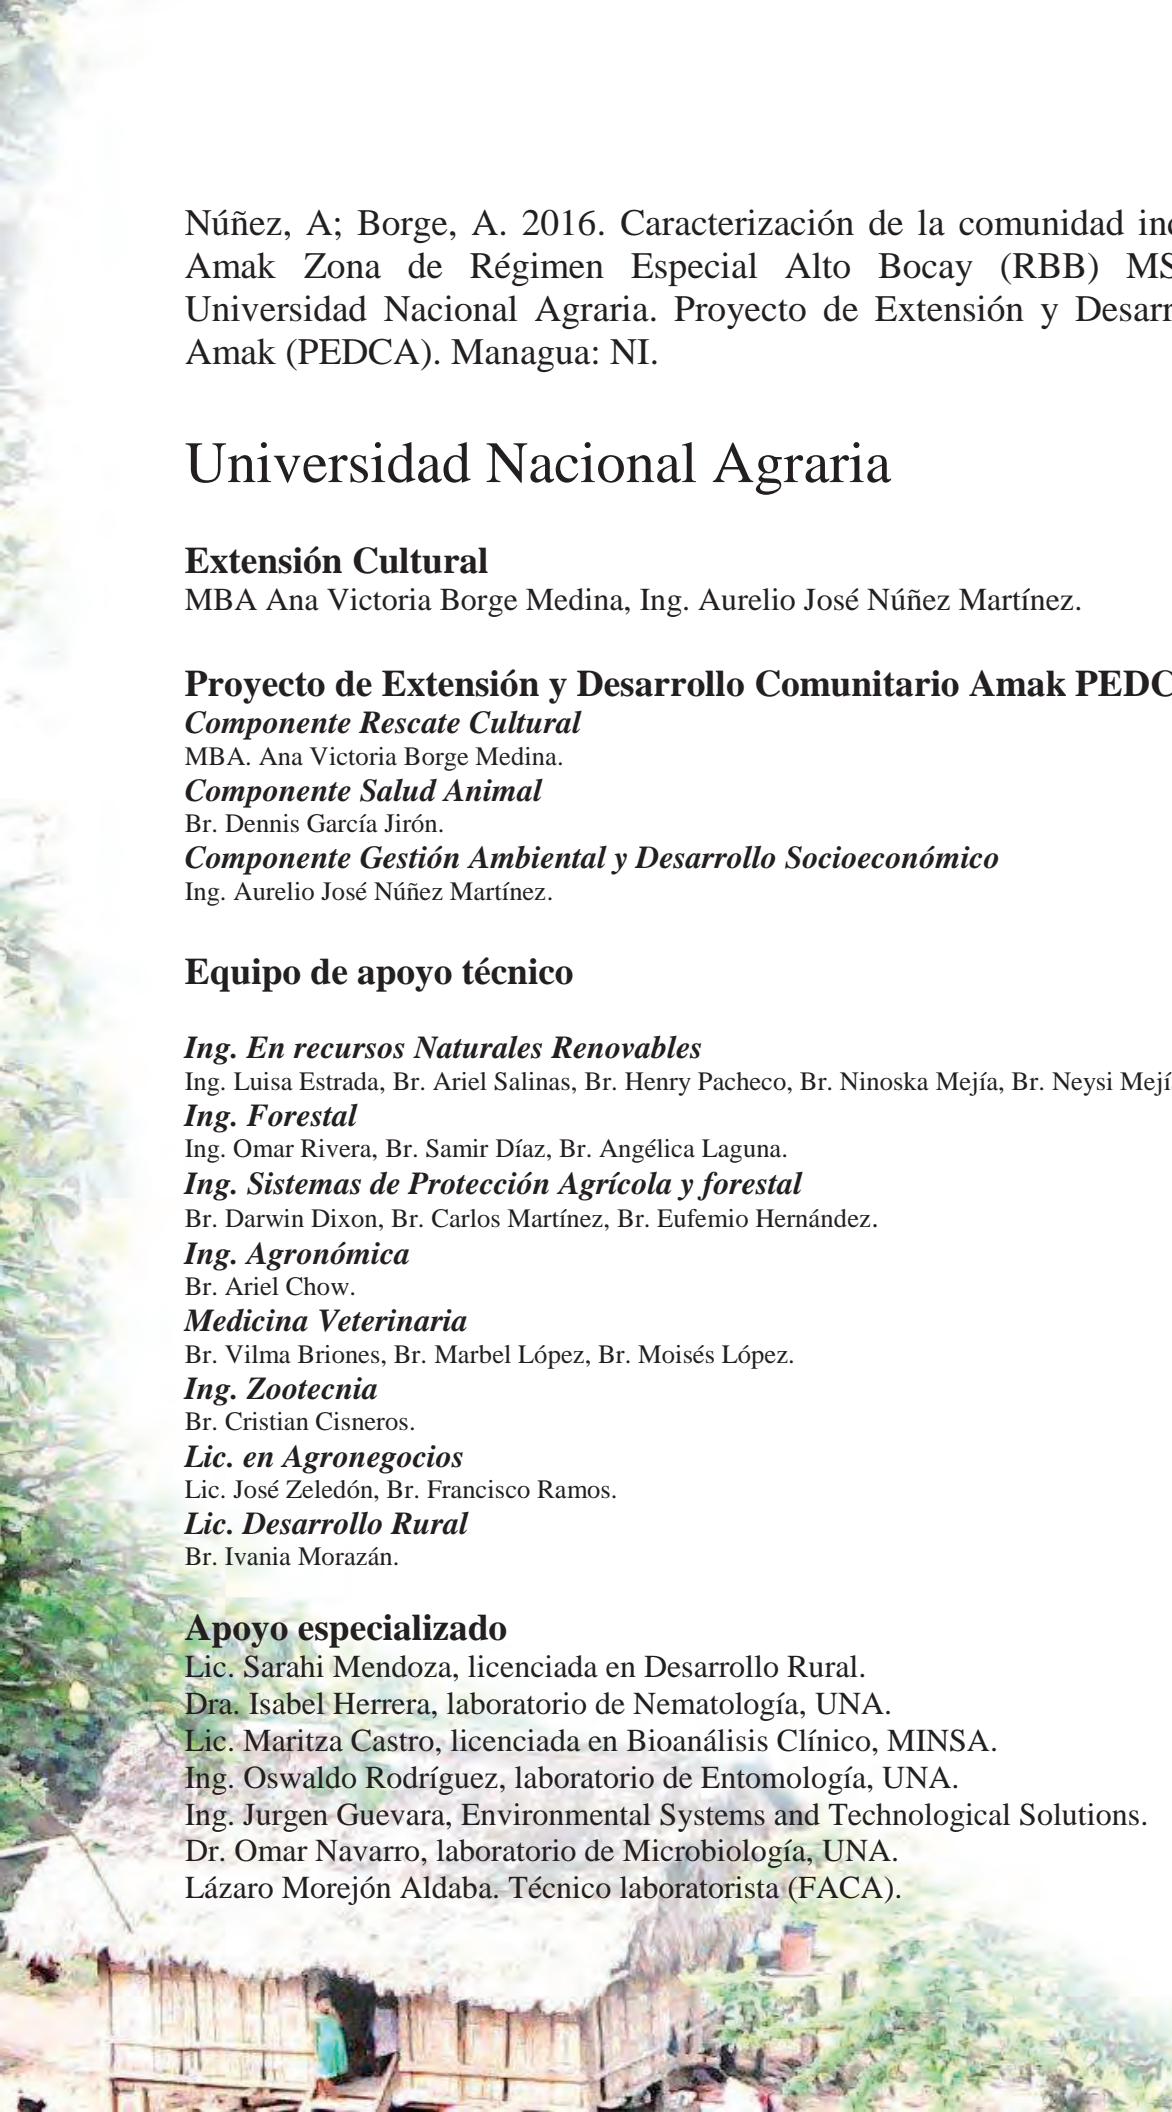 Núñez, A; Borge, A. 2016. Caracterización de la comunidad
Amak Zona de Régimen Especial Alto Bocay (RBB)
Universidad Nacional Agraria. Proyecto de Extensión y
Amak (PEDCA). Managua: NI.
Universidad Nacional Agraria
Extensión Cultural
MBA Ana Victoria Borge Medina, Ing. Aurelio José Núñez Martínez.
Proyecto de Extensión y Desarrollo Comunitario Amak
Componente Rescate Cultural
MBA. Ana Victoria Borge Medina.
Componente Salud Animal
Br. Dennis García Jirón.
Componente Gestión Ambiental y Desarrollo Socioeconómico
Ing. Aurelio José Núñez Martínez.
Equipo de apoyo técnico
Ing. En recursos Naturales Renovables
Ing. Luisa Estrada, Br. Ariel Salinas, Br. Henry Pacheco, Br. Ninoska Mejía, Br. Neysi
Ing. Forestal
Ing. Omar Rivera, Br. Samir Díaz, Br. Angélica Laguna.
Ing. Sistemas de Protección Agrícola y forestal
Br. Darwin Dixon, Br. Carlos Martínez, Br. Eufemio Hernández.
Ing. Agronómica
Br. Ariel Chow.
Medicina Veterinaria
Br. Vilma Briones, Br. Marbel López, Br. Moisés López.
Ing. Zootecnia
Br. Cristian Cisneros.
Lic. en Agronegocios
Lic. José Zeledón, Br. Francisco Ramos.
Lic. Desarrollo Rural
Br. Ivania Morazán.
Apoyo especializado
Lic. Sarahi Mendoza, licenciada en Desarrollo Rural.
Dra. Isabel Herrera, laboratorio de Nematología, UNA.
Lic. Maritza Castro, licenciada en Bioanálisis Clínico, MINSA.
Ing. Oswaldo Rodríguez, laboratorio de Entomología, UNA.
Ing. Jurgen Guevara, Environmental Systems and Technological Solutions.
Dr. Omar Navarro, laboratorio de Microbiología, UNA.
Lázaro Morejón Aldaba. Técnico laboratorista (FACA).